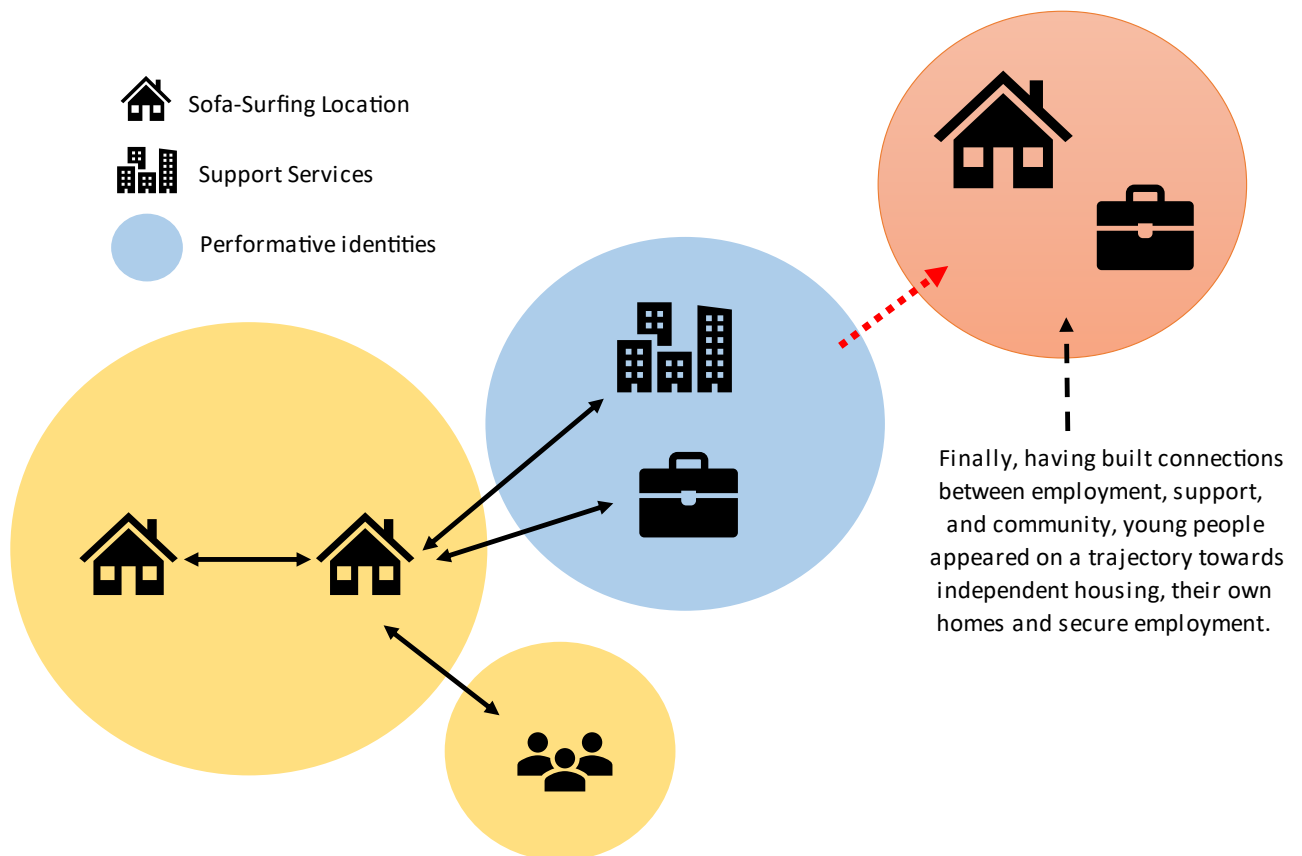 Sofa-Surfing Location
Support Services
Performative identities
Finally, having built connections
between employment, support,
and community, young people
appeared on a trajectory towards
independent housing, their own
homes and secure employment.